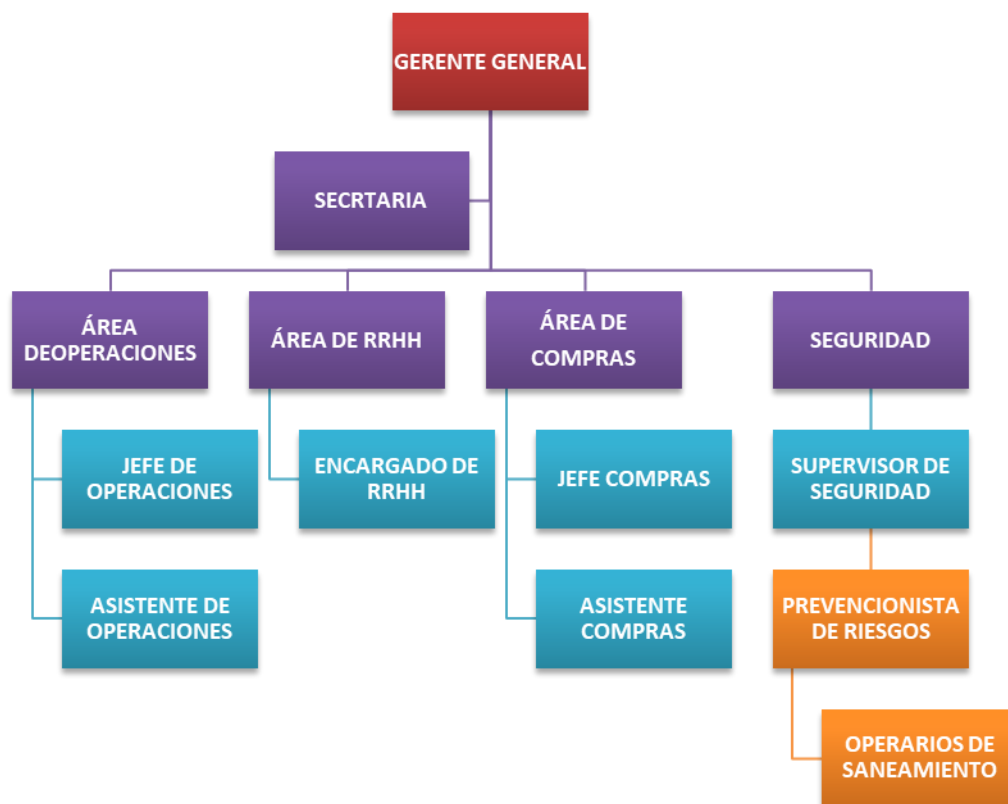 GERENTE GENERAL
SECRTARIA
ÁREA
DEOPERACIONES
ÁREA DE RRHH
ÁREA DE
COMPRAS
SEGURIDAD
JEFE DE
OPERACIONES
ENCARGADO DE
RRHH
JEFE COMPRAS
SUPERVISOR DE
SEGURIDAD
ASISTENTE DE
OPERACIONES
ASISTENTE
COMPRAS
PREVENCIONISTA
DE RIESGOS
OPERARIOS DE
SANEAMIENTO